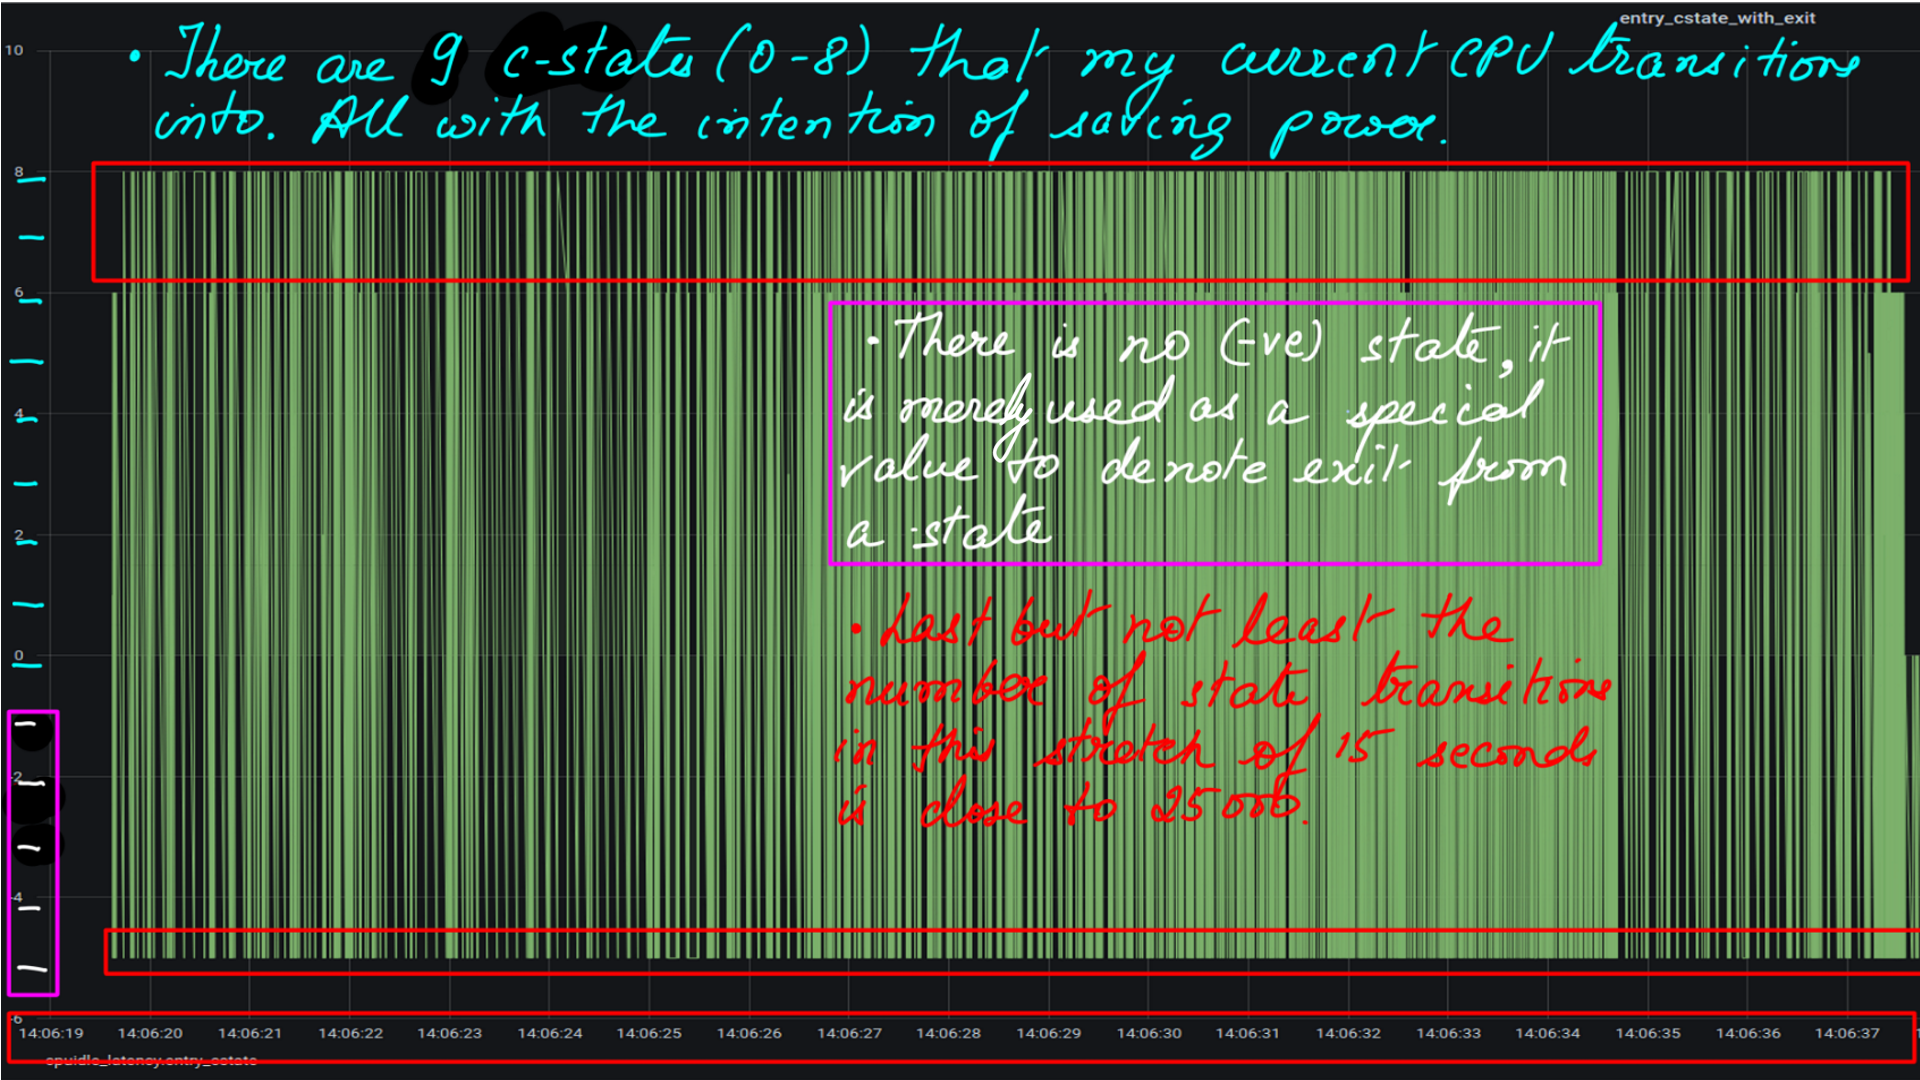 entry_cstate_with_exit
• There are 9 c-states (0-8) that my current CPU transitions
into. All with the intention of saving power.
10
8
6
4
2
0
-2
-4
-6
• There is no (-ve) state, it
is merely used as a special
value to denote exit from
a state
• Last but not least the
number of state transitions
in this stretch of 15 seconds
is close to 25000.
14:06:19 14:06:20 14:06:21 14:06:22 14:06:23 14:06:24 14:06:25 14:06:26 14:06:27 14:06:28 14:06:29 14:06:30 14:06:31 14:06:32 14:06:33 14:06:34 14:06:35 14:06:36 14:06:37
cpuidle_latency.entry_cstate